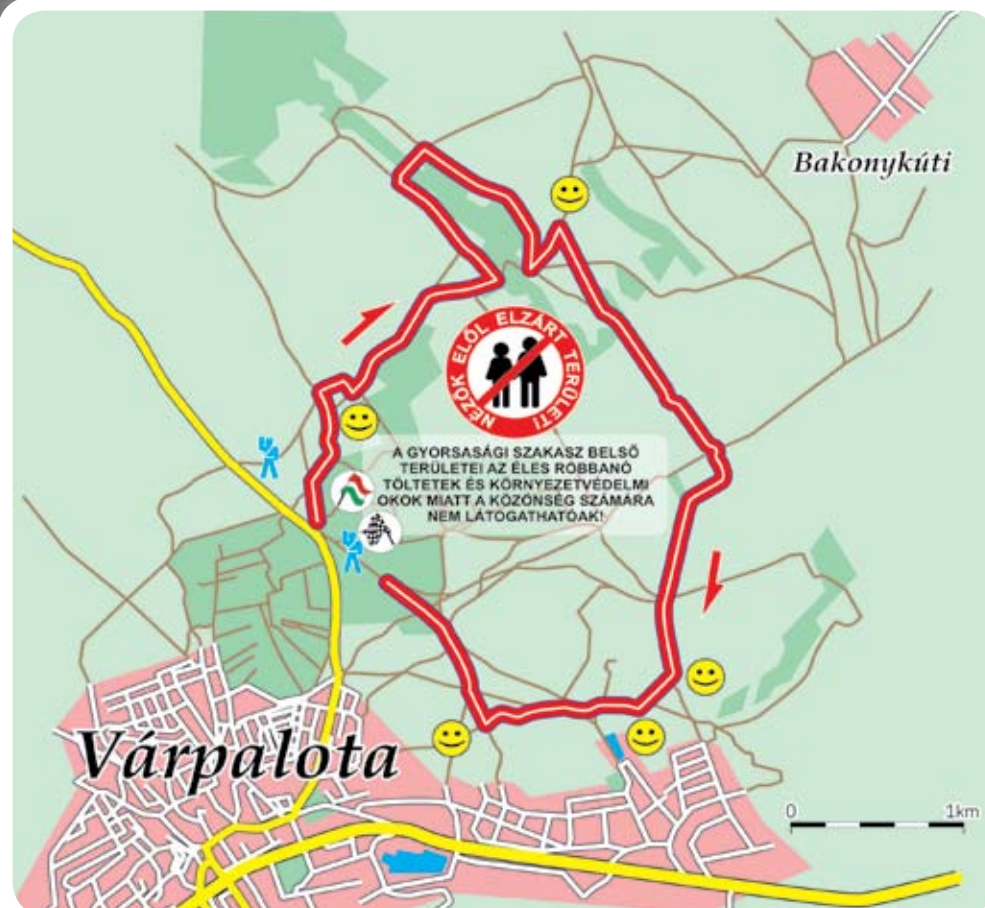 Bakonykúti
NÉZŐK ELŐL ELZÁRT TERÜLET!
A GYORSASÁGI SZAKASZ BELSŐ
TERÜLETEI AZ ÉLES ROBBANÓ
TÖLTETEK ÉS KÖRNYEZETVÉDELMI
OKOK MIATT A KÖZÖNSÉG SZÁMÁRA
NEM LÁTOGATHATÓAK!
Várpalota
0 1km